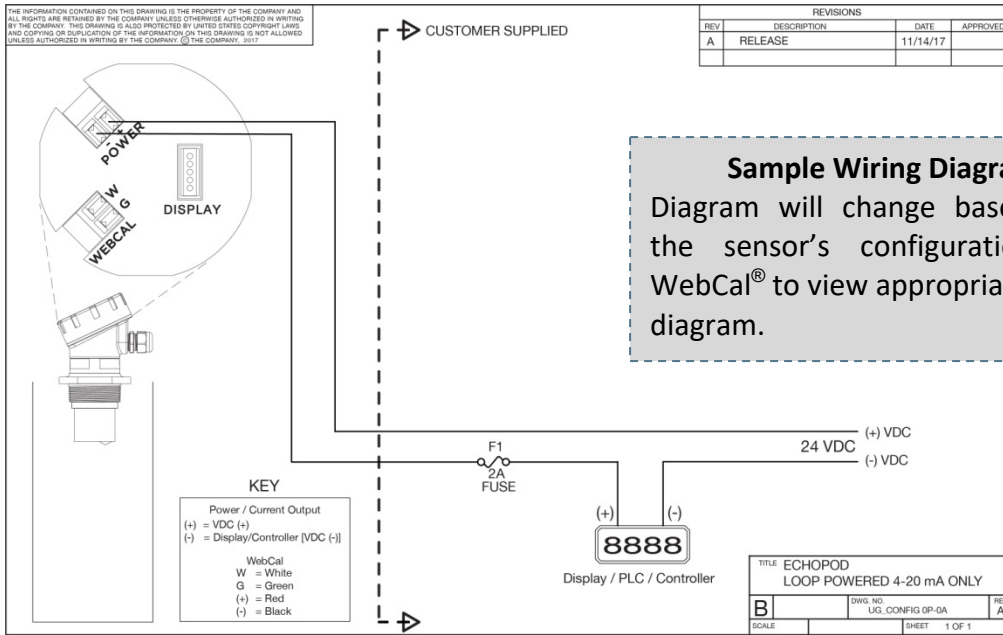 THE INFORMATION CONTAINED ON THIS DRAWING IS THE PROPERTY OF THE COMPANY AND
ALL RIGHTS ARE RETAINED BY THE COMPANY UNLESS OTHERWISE AUTHORIZED IN WRITING
BY THE COMPANY. THIS DRAWING IS ALSO PROTECTED BY UNITED STATES COPYRIGHT LAWS
AND COPYING OR DUPLICATION OF THE INFORMATION ON THIS DRAWING IS NOT ALLOWED
UNLESS AUTHORIZED IN WRITING BY THE COMPANY. © THE COMPANY, 2017
CUSTOMER SUPPLIED
REVISIONS
REV DESCRIPTION DATE APPROVED
A RELEASE 11/14/17
+
-
POWER
W
G
WEBCAL
DISPLAY
Sample Wiring
Diagram will change
the sensor's
WebCal® to view
diagram.
(+) VDC
24 VDC
(-) VDC
F1
2A
FUSE
(+) (-)
8888
Display / PLC / Controller
KEY
Power / Current Output
(+) = VDC (+)
(-) = Display/Controller [VDC (-)]
WebCal
W = White
G = Green
(+) = Red
(-) = Black
TITLE ECHOPOD
LOOP POWERED 4-20 mA ONLY
B DWG. NO. UG_CONFIG 0P-0A A
SCALE SHEET 1 OF 1